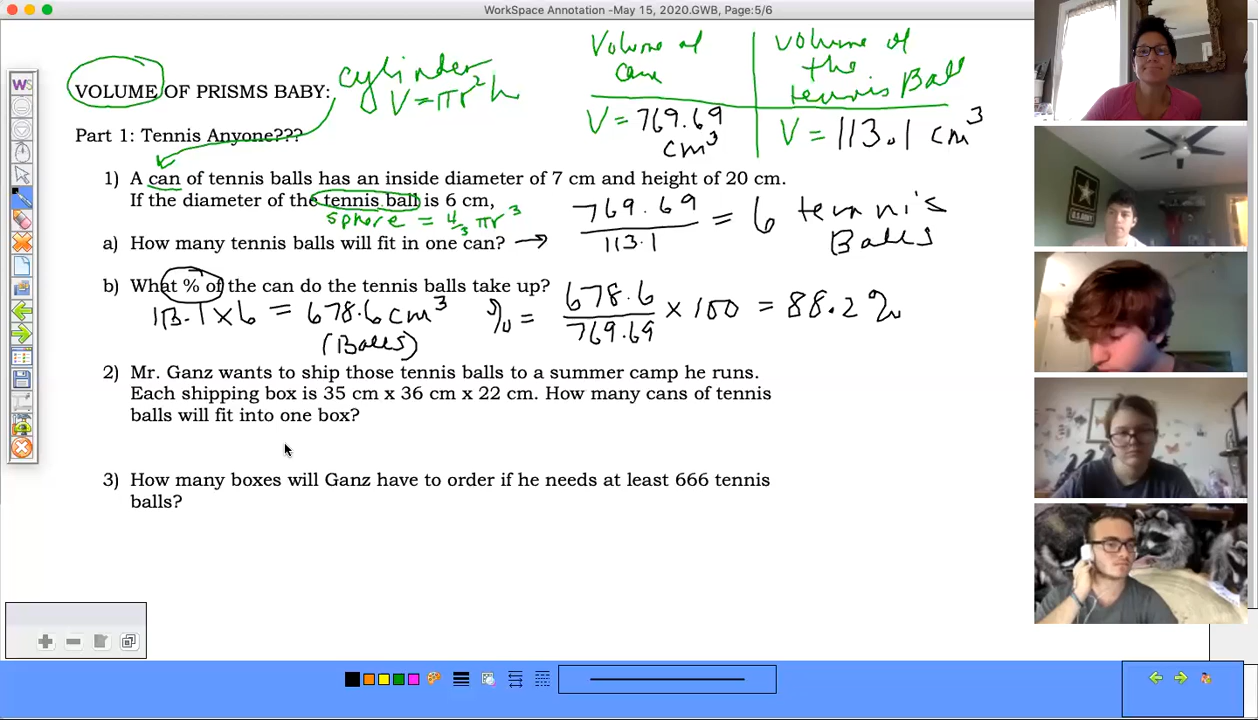 WorkSpace Annotation -May 15, 2020.GWB, Page:5/6
VOLUME OF PRISMS BABY:
cylinder
V = πr²h
Volume of
cane
V = 769.69
cm³
volume of
the
tennis Ball
V = 113.1 cm³
Part 1: Tennis Anyone???
1) A can of tennis balls has an inside diameter of 7 cm and height of 20 cm.
If the diameter of the tennis ball is 6 cm,
sphere = 4/3 πr³
a) How many tennis balls will fit in one can? →
769.69 / 113.1 = 6 tennis
Balls
b) What % of the can do the tennis balls take up?
113.1 x 6 = 678.6 cm³
(Balls)
% = 678.6 / 769.69 x 100 = 88.2 %
2) Mr. Ganz wants to ship those tennis balls to a summer camp he runs.
Each shipping box is 35 cm x 36 cm x 22 cm. How many cans of tennis
balls will fit into one box?
3) How many boxes will Ganz have to order if he needs at least 666 tennis
balls?
U.S. ARMY